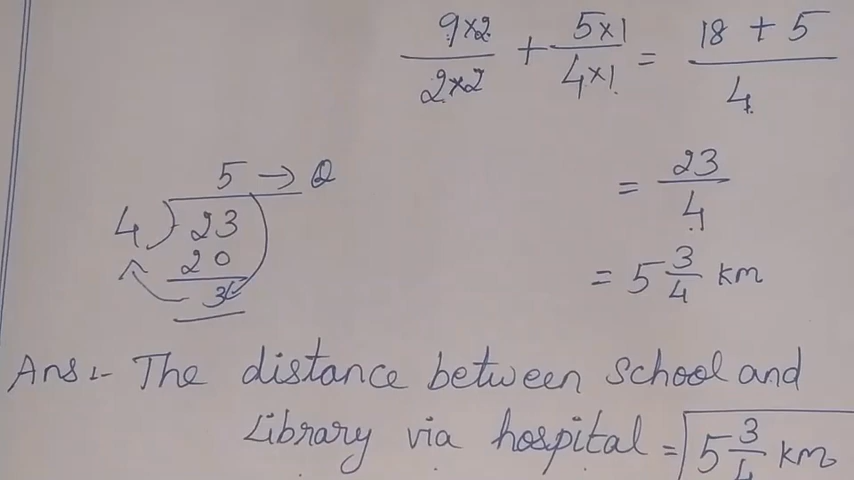 9×2/2×2 + 5×1/4×1 = 18 + 5/4
= 23/4
= 5 3/4 km
5 → Q
4) 23
20
3
Ans:- The distance between school and
Library via hospital = 5 3/4 km